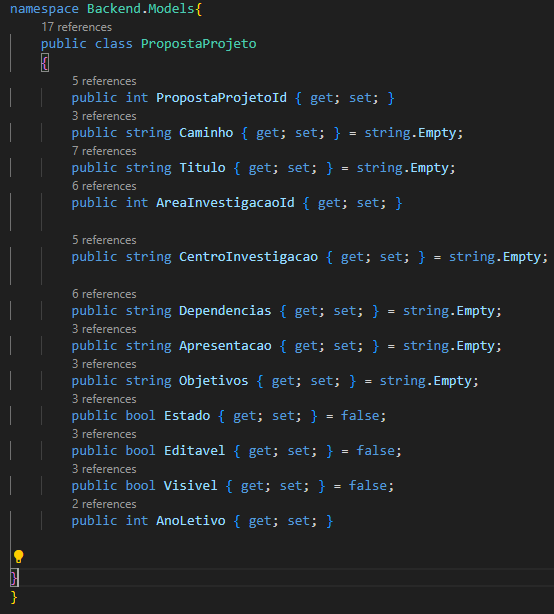 namespace Backend.Models{
17 references
public class PropostaProjeto
{
5 references
public int PropostaProjetoId { get; set; }
3 references
public string Caminho { get; set; } = string.Empty;
7 references
public string Titulo { get; set; } = string.Empty;
6 references
public int AreaInvestigacaoId { get; set; }
5 references
public string CentroInvestigacao { get; set; } = string.Empty;
6 references
public string Dependencias { get; set; } = string.Empty;
3 references
public string Apresentacao { get; set; } = string.Empty;
3 references
public string Objetivos { get; set; } = string.Empty;
3 references
public bool Estado { get; set; } = false;
3 references
public bool Editavel { get; set; } = false;
3 references
public bool Visivel { get; set; } = false;
2 references
public int AnoLetivo { get; set; }
}
}